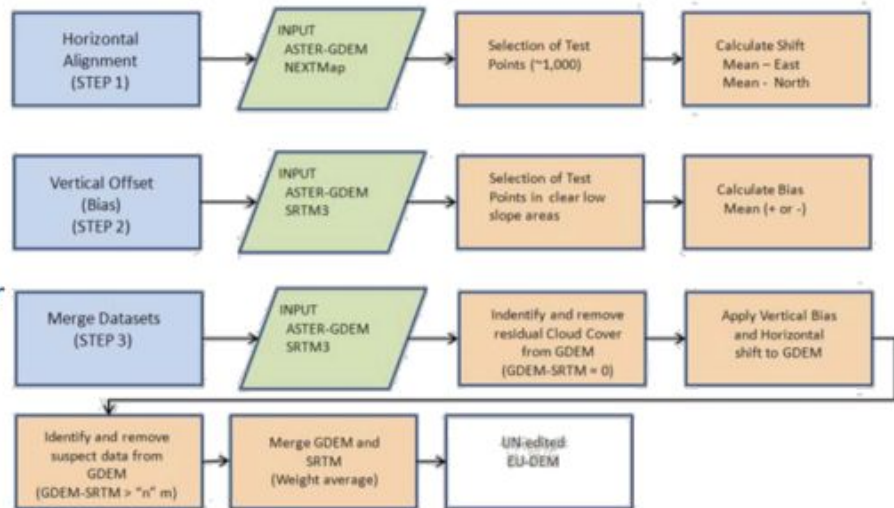 Horizontal
Alignment
(STEP 1)
INPUT
ASTER-GDEM
NEXTMap
Selection of Test
Points (~1,000)
Calculate Shift
Mean – East
Mean - North
Vertical Offset
(Bias)
(STEP 2)
INPUT
ASTER-GDEM
SRTM3
Selection of Test
Points in clear low
slope areas
Calculate Bias
Mean (+ or -)
Merge Datasets
(STEP 3)
INPUT
ASTER-GDEM
SRTM3
Indentify and remove
residual Cloud Cover
from GDEM
(GDEM-SRTM = 0)
Apply Vertical Bias
and Horizontal
shift to GDEM
Identify and remove
suspect data from
GDEM
(GDEM-SRTM > "n" m)
Merge GDEM and
SRTM
(Weight average)
UN-edited
EU-DEM